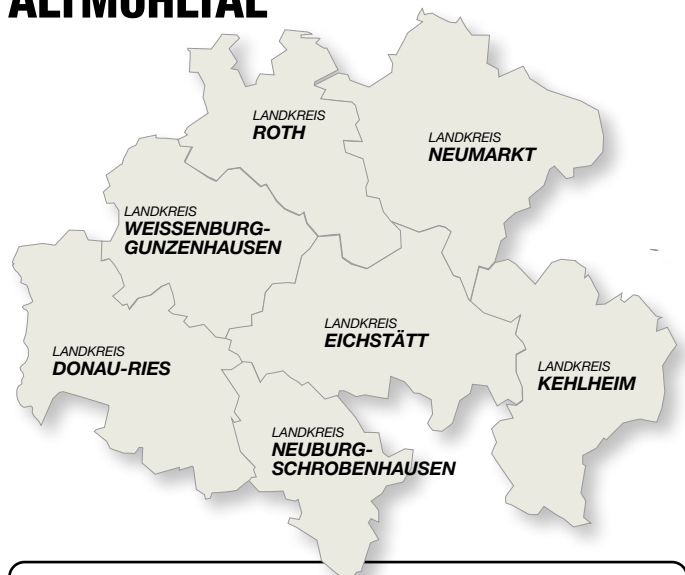 ALTMÜHLTAL
LANDKREIS
ROTH
LANDKREIS
NEUMARKT
LANDKREIS
WEISSENBURG-
GUNZENHAUSEN
LANDKREIS
EICHSTÄTT
LANDKREIS
DONAU-RIES
LANDKREIS
KEHLHEIM
LANDKREIS
NEUBURG-
SCHROBENHAUSEN